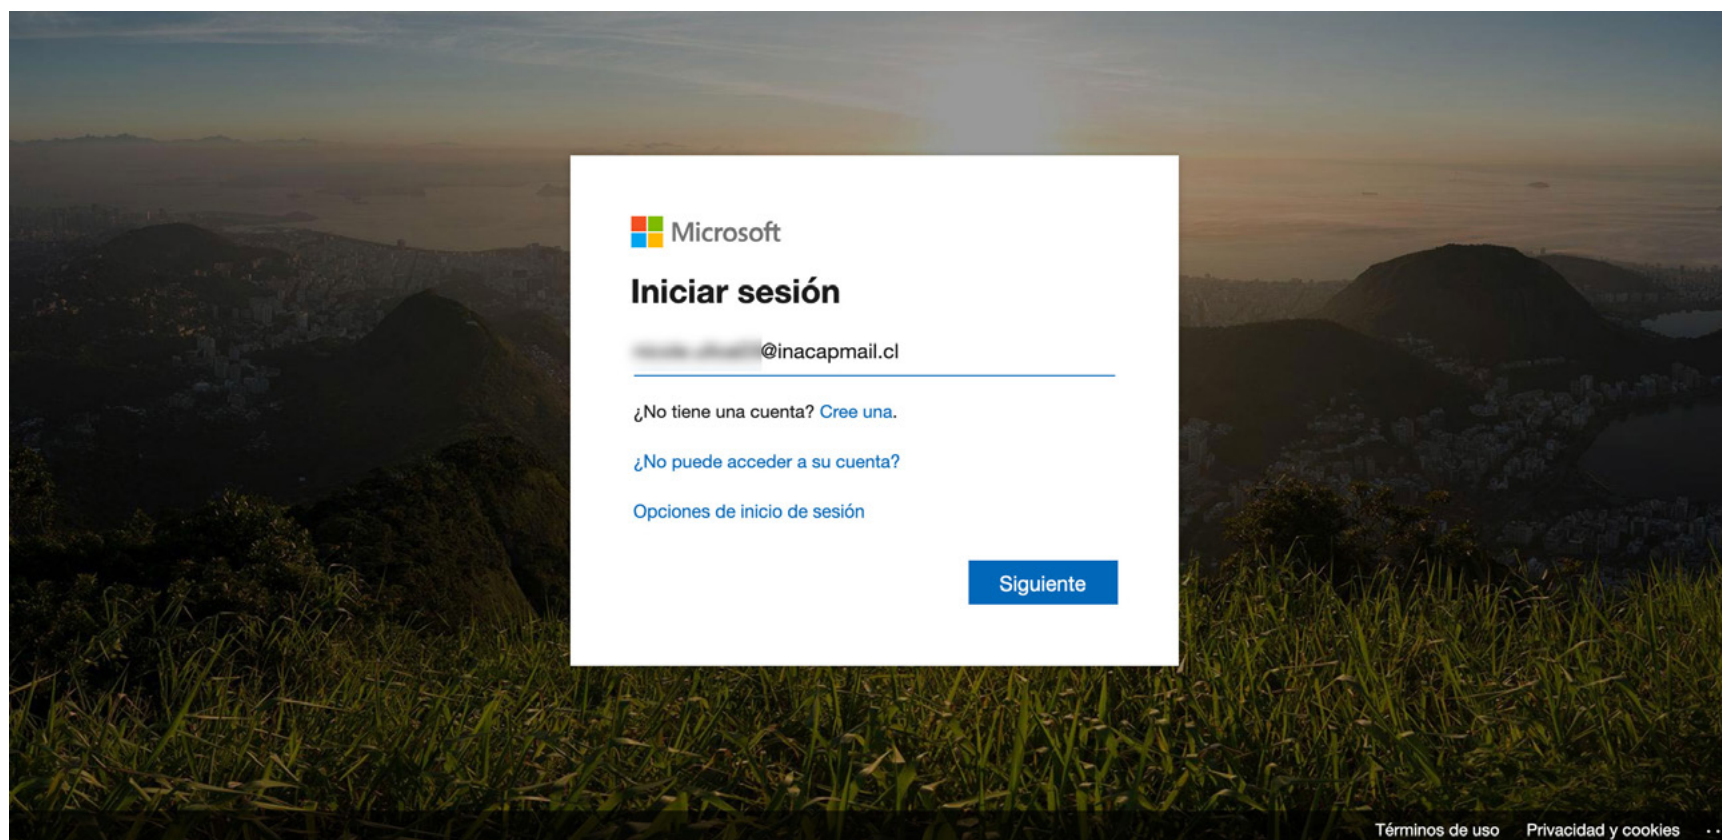 Microsoft
Iniciar sesión
@inacapmail.cl
¿No tiene una cuenta? Cree una.
¿No puede acceder a su cuenta?
Opciones de inicio de sesión
Siguiente
Términos de uso Privacidad y cookies